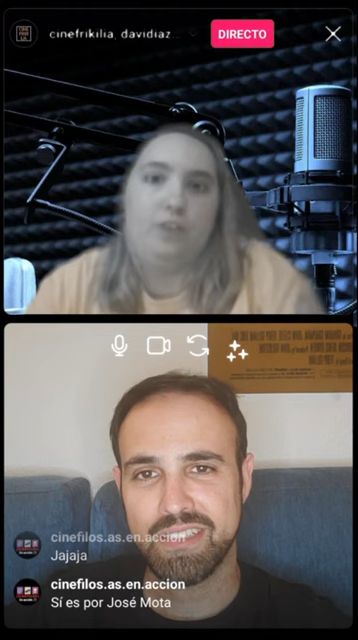 cinefrikilia, davidiaz...
DIRECTO
cinefilos.as.en.accion
Jajaja
cinefilos.as.en.accion
Sí es por José Mota